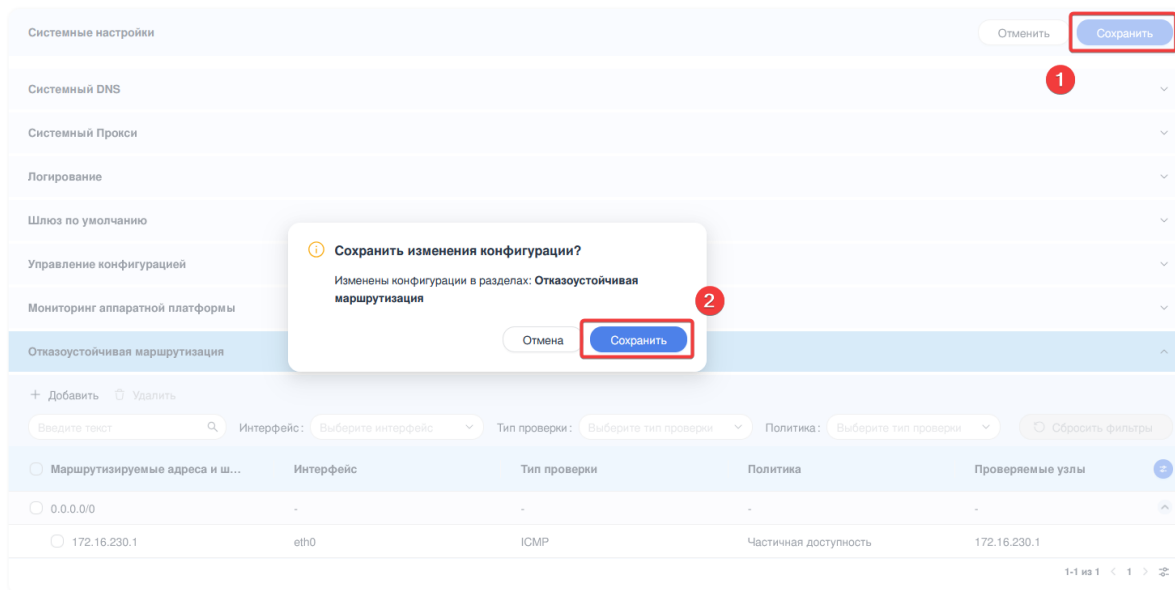 Системные настройки
Отменить
Сохранить
1
Системный DNS
Системный Прокси
Логирование
Шлюз по умолчанию
Управление конфигурацией
Мониторинг аппаратной платформы
Сохранить изменения конфигурации?
Изменены конфигурации в разделах: Отказоустойчивая
маршрутизация
2
Отмена
Сохранить
Отказоустойчивая маршрутизация
+ Добавить Удалить
Введите текст Интерфейс: Выберите интерфейс Тип проверки: Выберите тип проверки Политика: Выберите тип проверки Сбросить фильтры
Маршрутизируемые адреса и ш... Интерфейс Тип проверки Политика Проверяемые узлы
0.0.0.0/0 - - - -
172.16.230.1 eth0 ICMP Частичная доступность 172.16.230.1
1-1 из 1 < 1 >